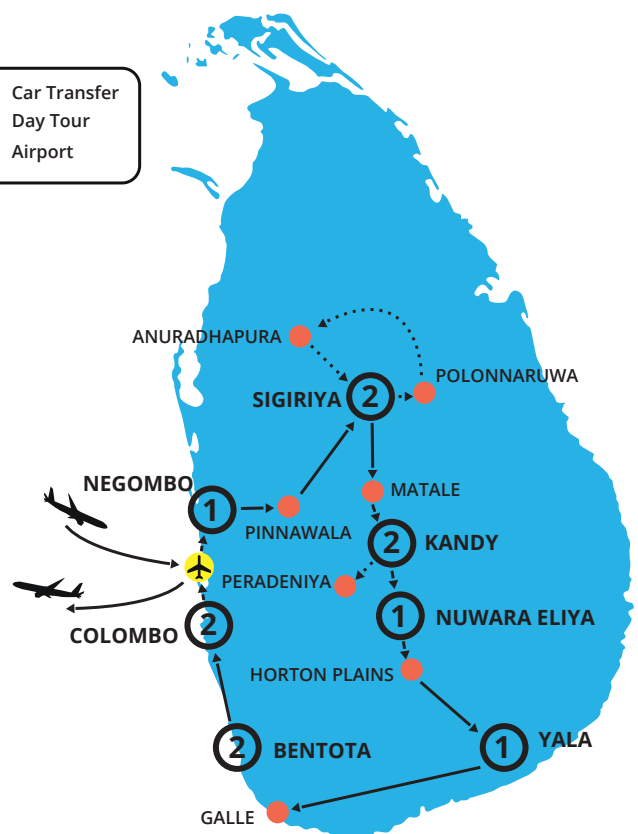 Car Transfer
Day Tour
Airport
ANURADHAPURA
POLONNARUWA
SIGIRIYA
2
NEGOMBO
1
MATALE
PINNAWALA
2
KANDY
PERADENIYA
1
NUWARA ELIYA
COLOMBO
2
HORTON PLAINS
2
BENTOTA
1
YALA
GALLE